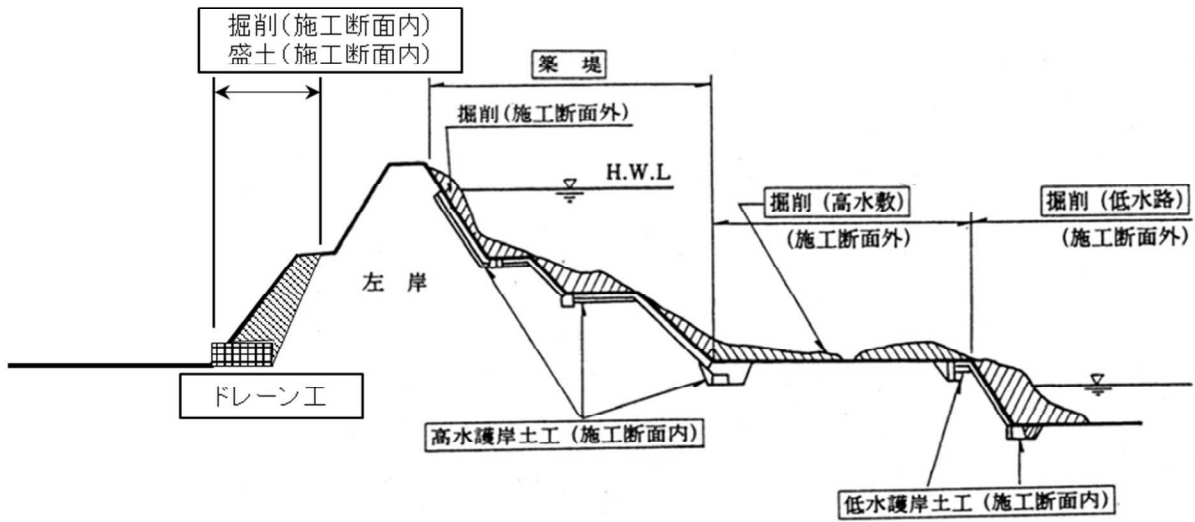 掘削(施工断面内)
盛土(施工断面内)
築堤
掘削(施工断面外)
H.W.L
掘削(高水敷)
(施工断面外)
掘削(低水路)
(施工断面外)
左岸
ドレーン工
高水護岸土工(施工断面内)
低水護岸土工(施工断面内)